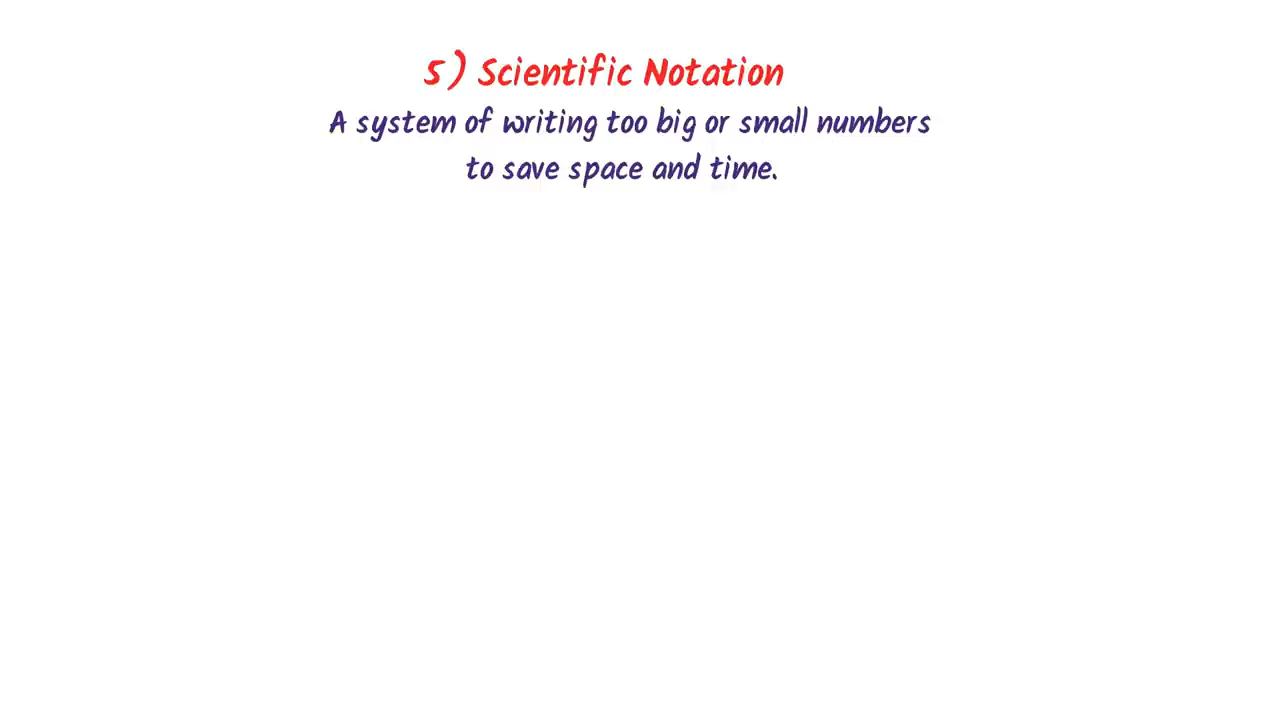 5) Scientific Notation
A system of writing too big or small numbers
to save space and time.